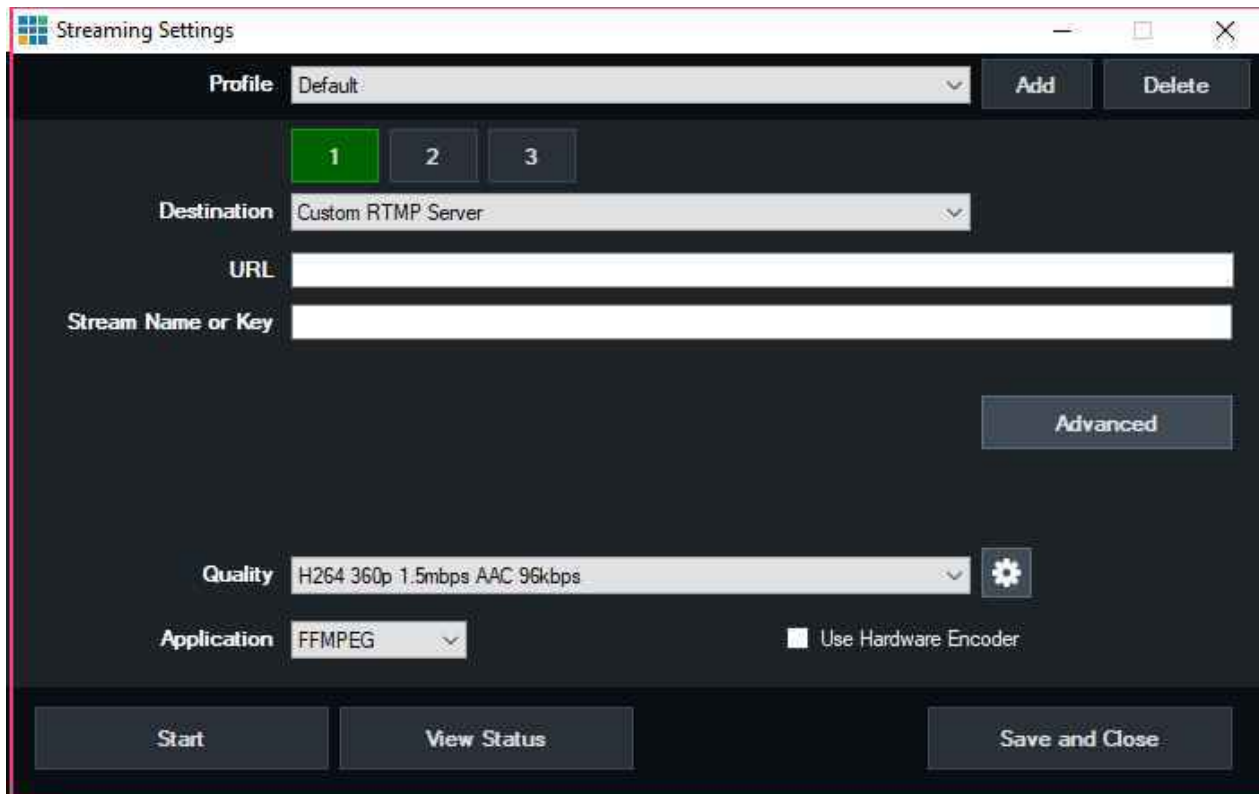 Streaming Settings
Profile Default Add Delete
1 2 3
Destination Custom RTMP Server
URL
Stream Name or Key
Advanced
Quality H264 360p 1.5mbps AAC 96kbps
Application FFMPEG Use Hardware Encoder
Start View Status Save and Close